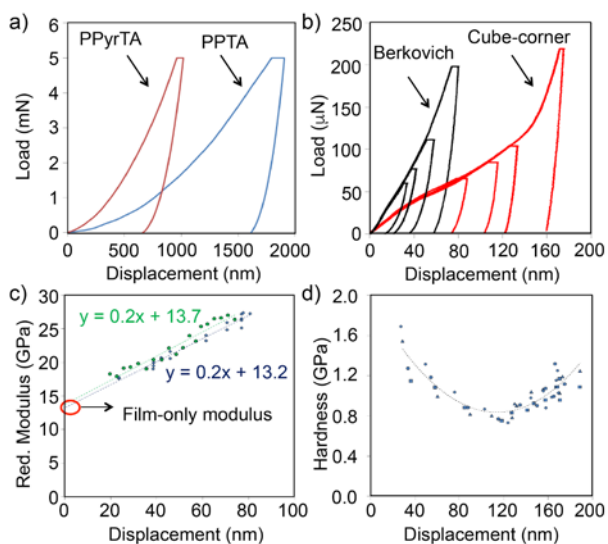 a)
PPyrTA
PPTA
Load (mN)
6
5
4
3
2
1
0
0 500 1000 1500 2000
Displacement (nm)
b)
Berkovich
Cube-corner
Load (μN)
250
200
150
100
50
0
0 40 80 120 160 200
Displacement (nm)
c)
Red. Modulus (GPa)
30
25
20
15
10
5
0
y = 0.2x + 13.7
y = 0.2x + 13.2
Film-only modulus
0 20 40 60 80 100
Displacement (nm)
d)
Hardness (GPa)
2.0
1.6
1.2
0.8
0.4
0.0
0 50 100 150 200
Displacement (nm)